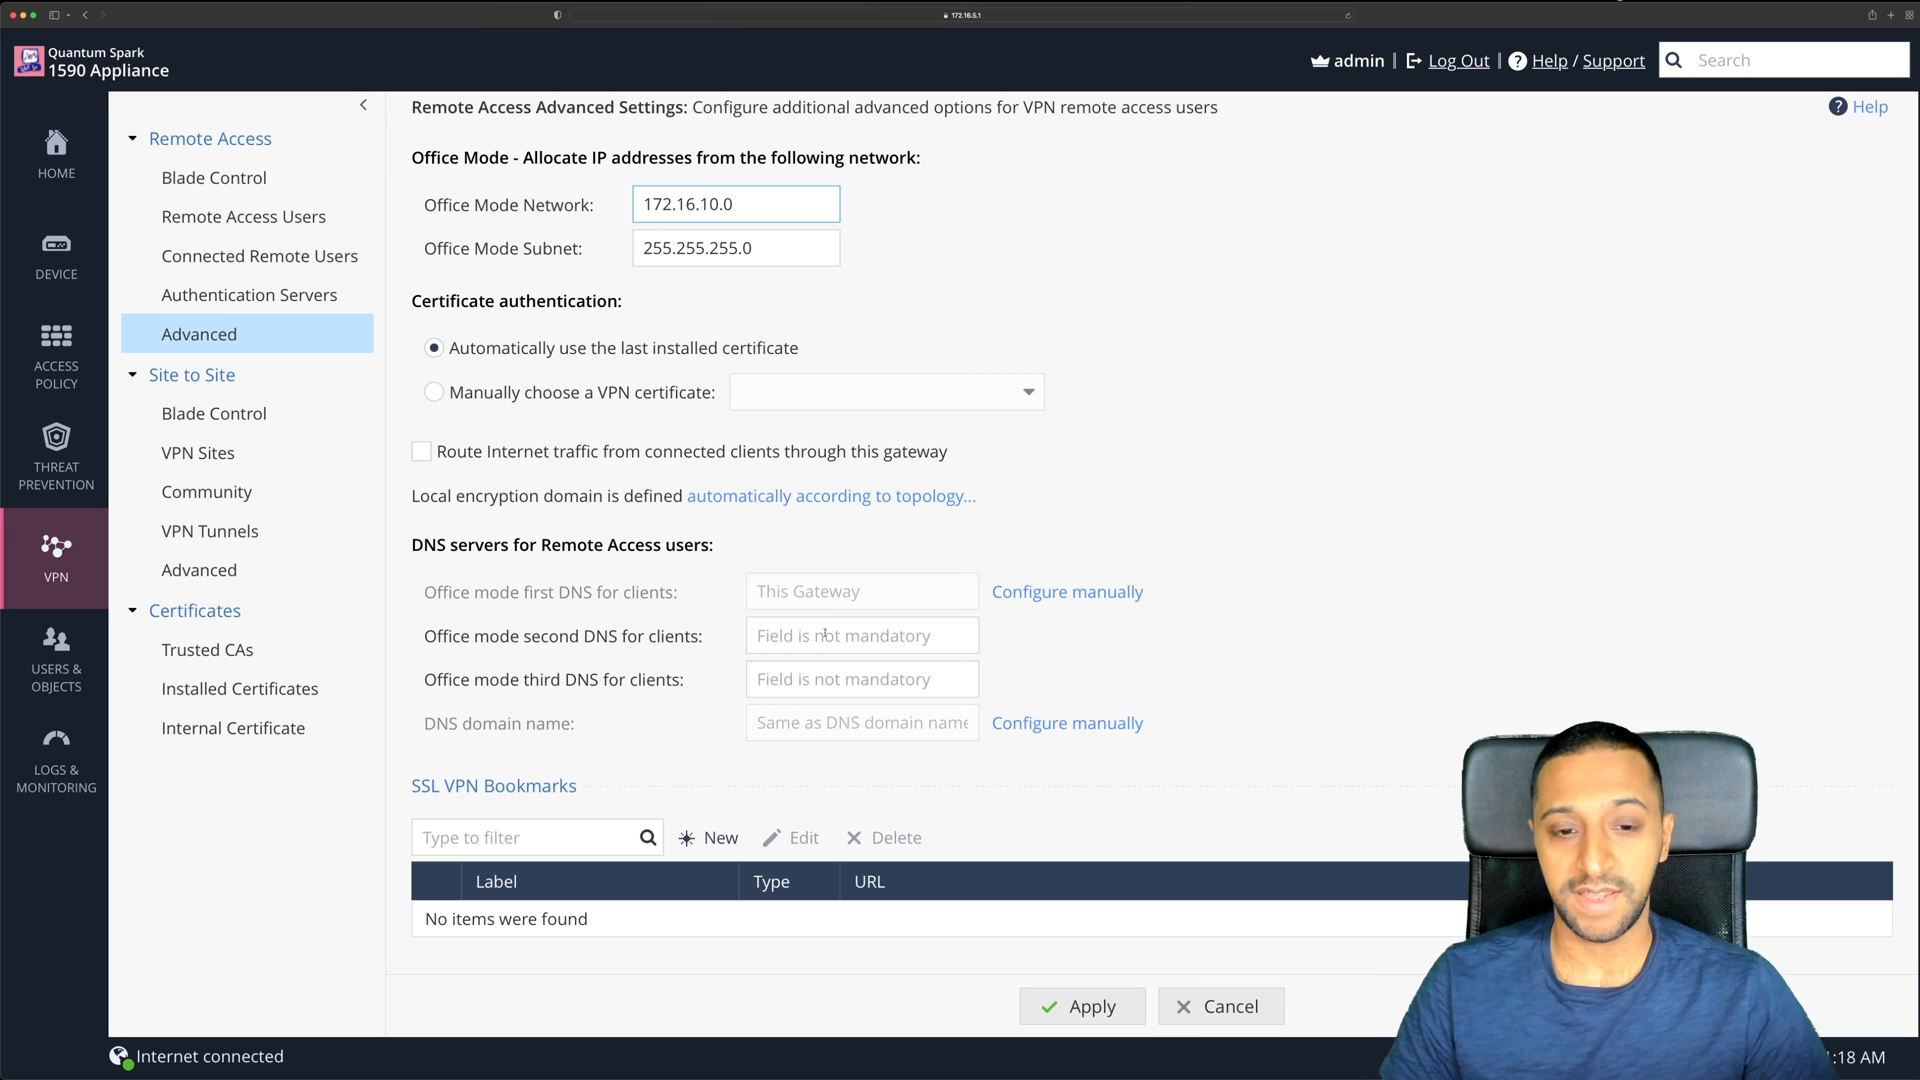 172.16.5.1
Quantum Spark
1590 Appliance
admin | Log Out | Help / Support
Search
HOME
DEVICE
ACCESS
POLICY
THREAT
PREVENTION
VPN
USERS &
OBJECTS
LOGS &
MONITORING
Remote Access
Blade Control
Remote Access Users
Connected Remote Users
Authentication Servers
Advanced
Site to Site
Blade Control
VPN Sites
Community
VPN Tunnels
Advanced
Certificates
Trusted CAs
Installed Certificates
Internal Certificate
Remote Access Advanced Settings: Configure additional advanced options for VPN remote access users
Help
Office Mode - Allocate IP addresses from the following network:
Office Mode Network: 172.16.10.0
Office Mode Subnet: 255.255.255.0
Certificate authentication:
Automatically use the last installed certificate
Manually choose a VPN certificate:
Route Internet traffic from connected clients through this gateway
Local encryption domain is defined automatically according to topology...
DNS servers for Remote Access users:
Office mode first DNS for clients: This Gateway Configure manually
Office mode second DNS for clients: Field is not mandatory
Office mode third DNS for clients: Field is not mandatory
DNS domain name: Same as DNS domain name Configure manually
SSL VPN Bookmarks
Type to filter New Edit Delete
Label Type URL
No items were found
Apply Cancel
Internet connected
:18 AM